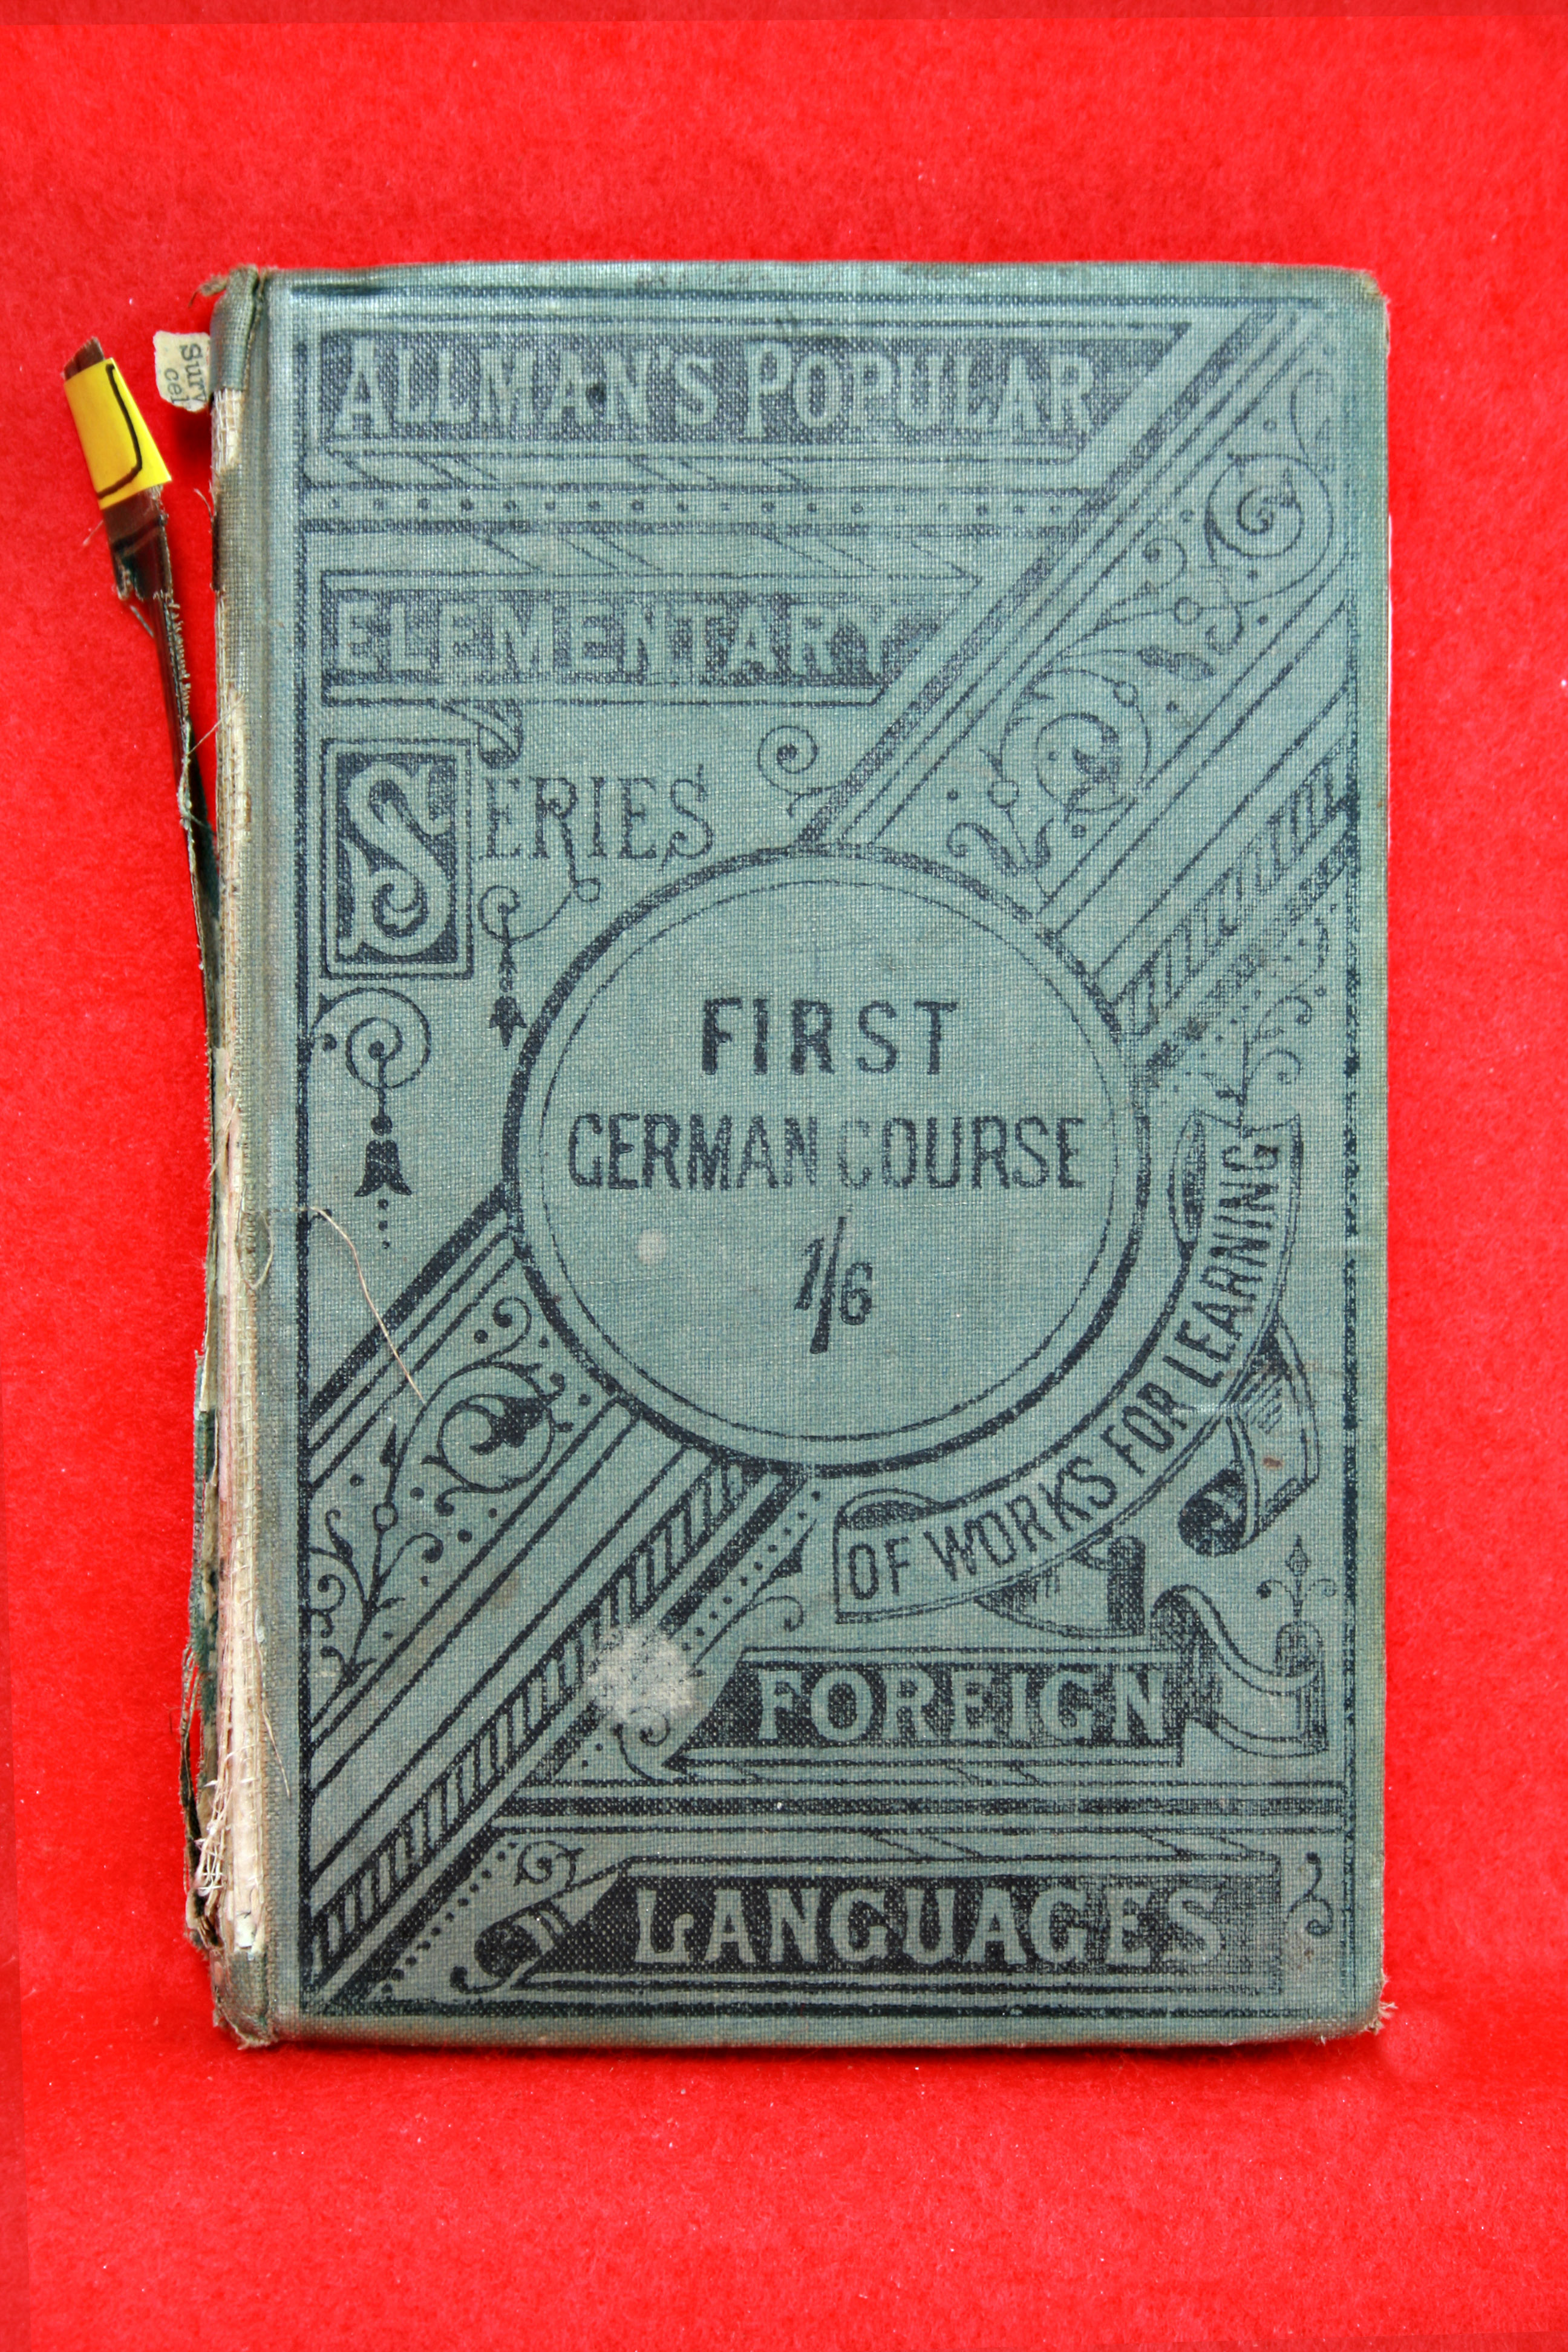 ALLMAN'S POPULAR
ELEMENTARY
SERIES
FIRST
GERMAN COURSE
1/6
OF WORKS FOR LEARNING
FOREIGN
LANGUAGES